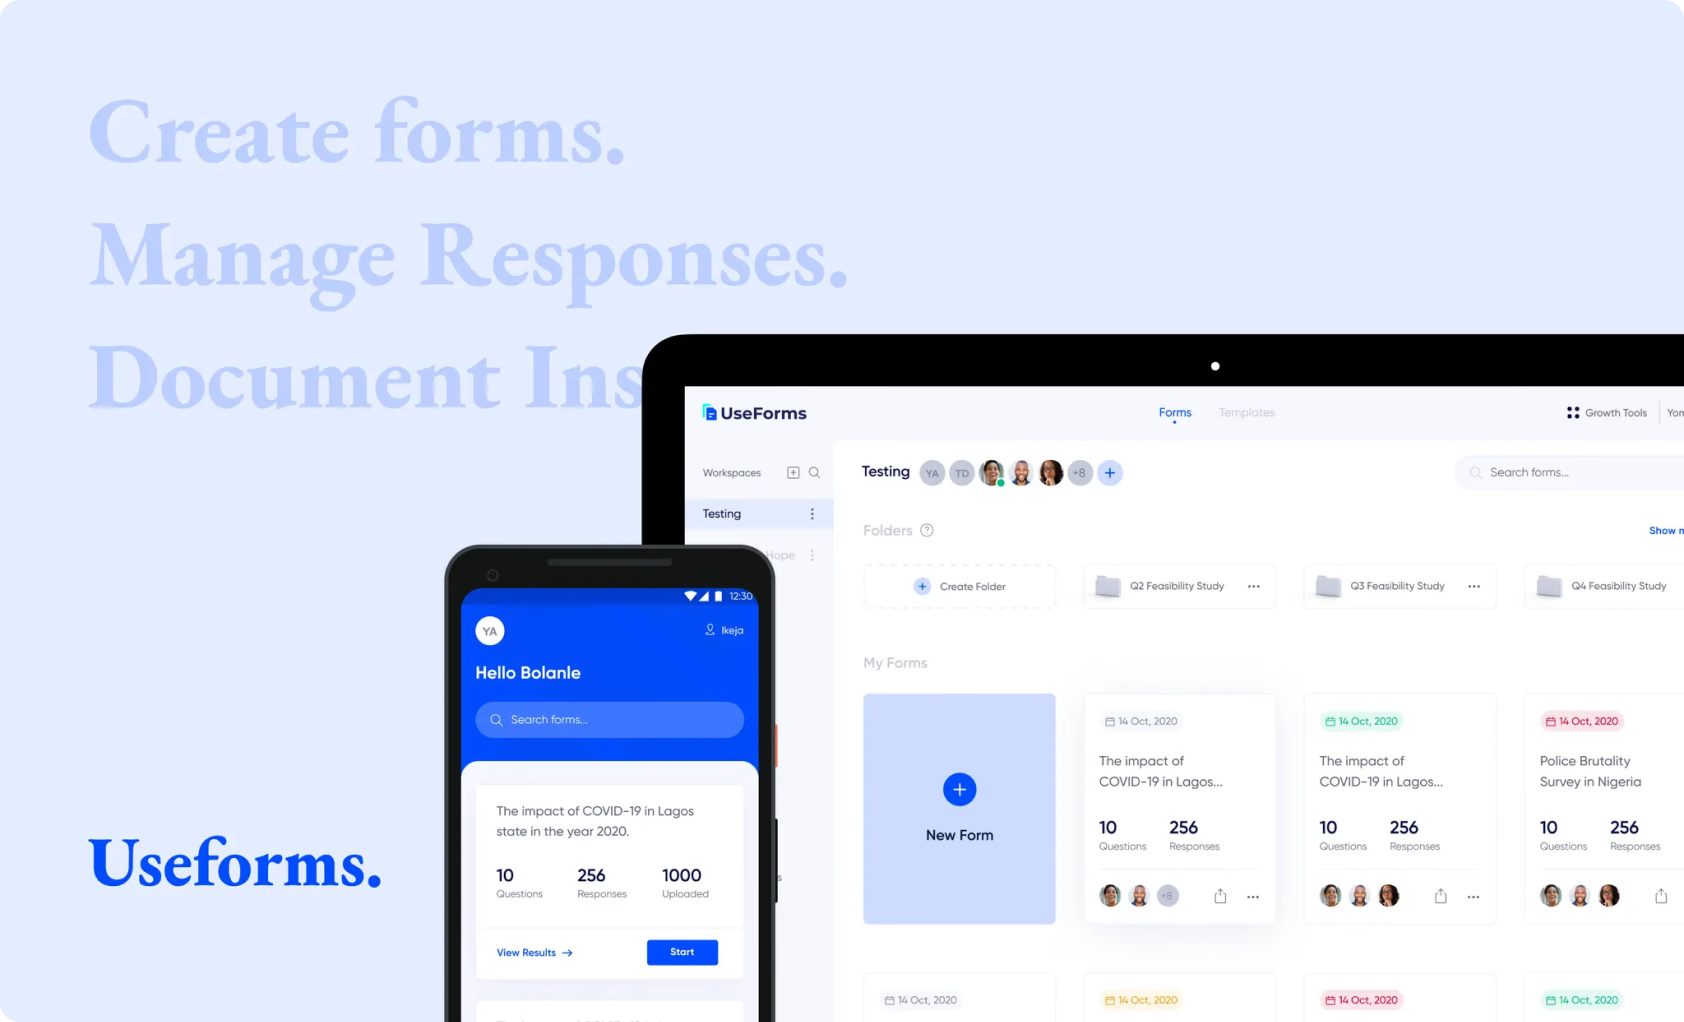 Create forms.
Manage Responses.
Document Ins
Useforms.
UseForms
Forms
Templates
Growth Tools
Workspaces
Testing
Hope
Testing
YA
TD
+8
Search forms...
Folders
Show
Create Folder
Q2 Feasibility Study
Q3 Feasibility Study
Q4 Feasibility Study
My Forms
New Form
14 Oct, 2020
The impact of
COVID-19 in Lagos...
10
256
Questions
Responses
+8
14 Oct, 2020
The impact of
COVID-19 in Lagos...
10
256
Questions
Responses
14 Oct, 2020
Police Brutality
Survey in Nigeria
10
256
Questions
Responses
14 Oct, 2020
14 Oct, 2020
14 Oct, 2020
14 Oct, 2020
12:30
YA
Ikeja
Hello Bolanle
Search forms...
The impact of COVID-19 in Lagos
state in the year 2020.
10
256
1000
Questions
Responses
Uploaded
View Results
Start